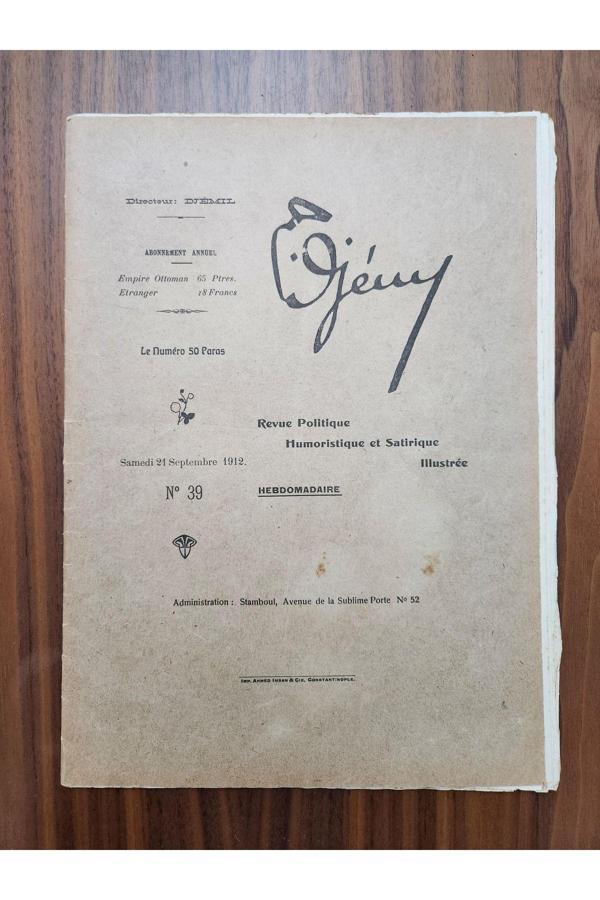 Directeur: DJÉMIL
ABONNEMENT ANNUEL
Empire Ottoman 65 Ptres.
Etranger 18 Francs
Le Numéro 50 Paras
Djém
Revue Politique
Humoristique et Satirique
Illustrée
Samedi 21 Septembre 1912.
Nº 39
HEBDOMADAIRE
Administration : Stamboul, Avenue de la Sublime Porte Nº 52
IMP. AHMED IHSAN & CIE. CONSTANTINOPLE.